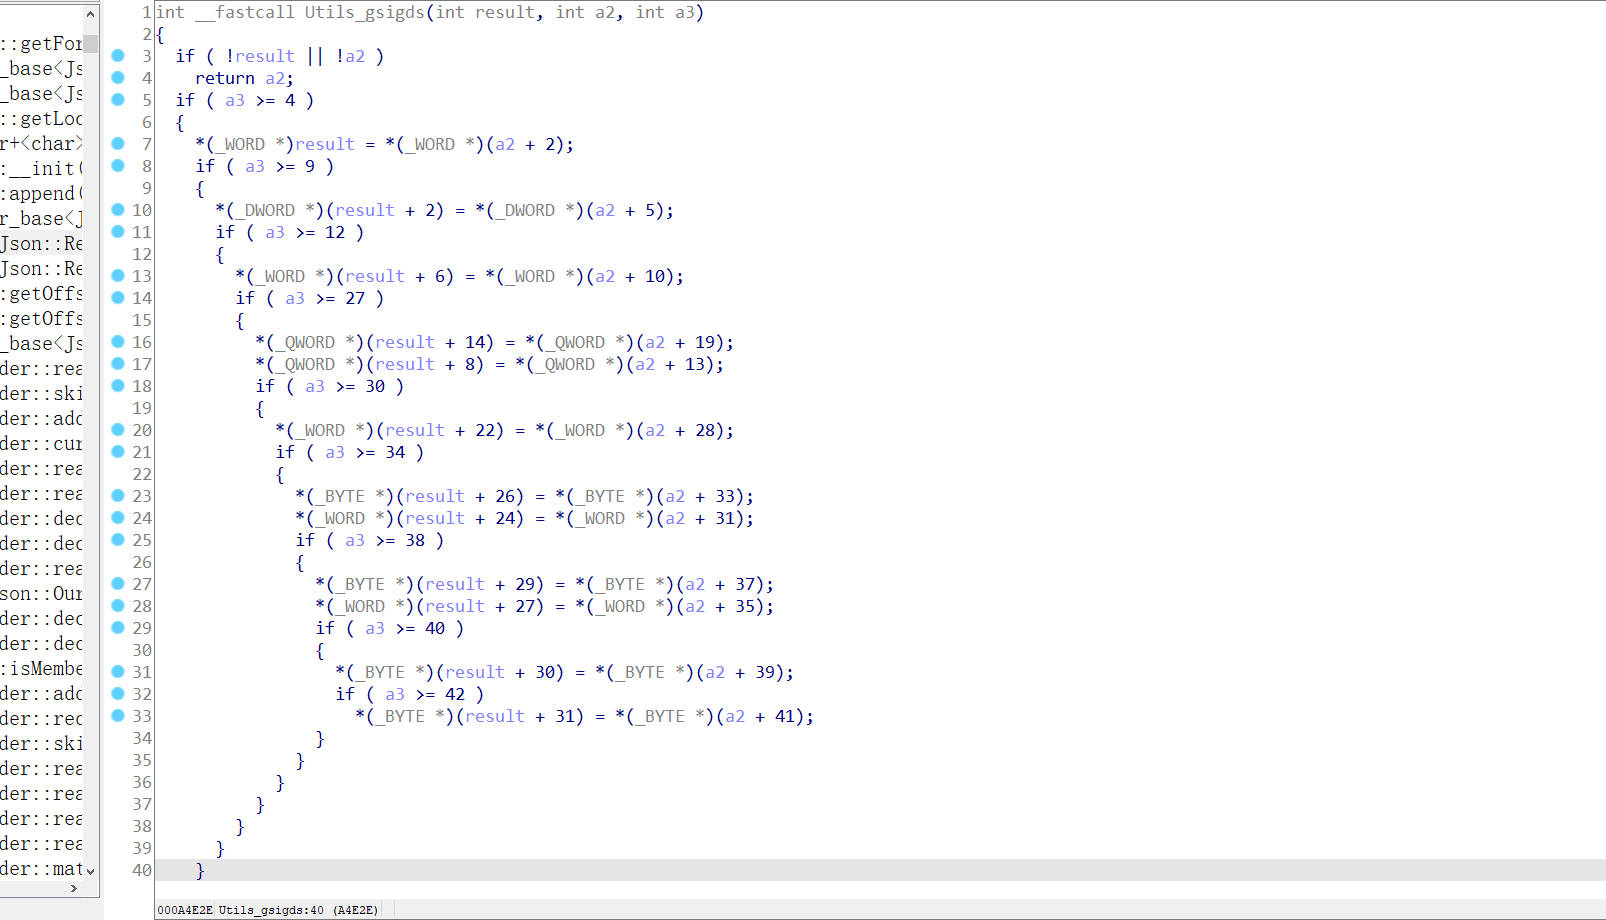 ::getFor
_base<Js
_base<Js
::getLoc
r+<char>
:__init(
:append(
r_base<J
Json::Re
Json::Re
:getOffs
:getOffs
_base<Js
der::rea
der::ski
der::add
der::cur
der::rea
der::rea
der::dec
der::dec
der::rea
son::Our
der::dec
der::dec
:isMembe
der::add
der::rec
der::ski
der::rea
der::rea
der::rea
der::rea
der::mat
1 int __fastcall Utils_gsigds(int result, int a2, int a3)
2 {
3 if ( !result || !a2 )
4 return a2;
5 if ( a3 >= 4 )
6 {
7 *(_WORD *)result = *(_WORD *)(a2 + 2);
8 if ( a3 >= 9 )
9 {
10 *(_DWORD *)(result + 2) = *(_DWORD *)(a2 + 5);
11 if ( a3 >= 12 )
12 {
13 *(_WORD *)(result + 6) = *(_WORD *)(a2 + 10);
14 if ( a3 >= 27 )
15 {
16 *(_QWORD *)(result + 14) = *(_QWORD *)(a2 + 19);
17 *(_QWORD *)(result + 8) = *(_QWORD *)(a2 + 13);
18 if ( a3 >= 30 )
19 {
20 *(_WORD *)(result + 22) = *(_WORD *)(a2 + 28);
21 if ( a3 >= 34 )
22 {
23 *(_BYTE *)(result + 26) = *(_BYTE *)(a2 + 33);
24 *(_WORD *)(result + 24) = *(_WORD *)(a2 + 31);
25 if ( a3 >= 38 )
26 {
27 *(_BYTE *)(result + 29) = *(_BYTE *)(a2 + 37);
28 *(_WORD *)(result + 27) = *(_WORD *)(a2 + 35);
29 if ( a3 >= 40 )
30 {
31 *(_BYTE *)(result + 30) = *(_BYTE *)(a2 + 39);
32 if ( a3 >= 42 )
33 *(_BYTE *)(result + 31) = *(_BYTE *)(a2 + 41);
34 }
35 }
36 }
37 }
38 }
39 }
40 }
000A4E2E Utils_gsigds:40 (A4E2E)